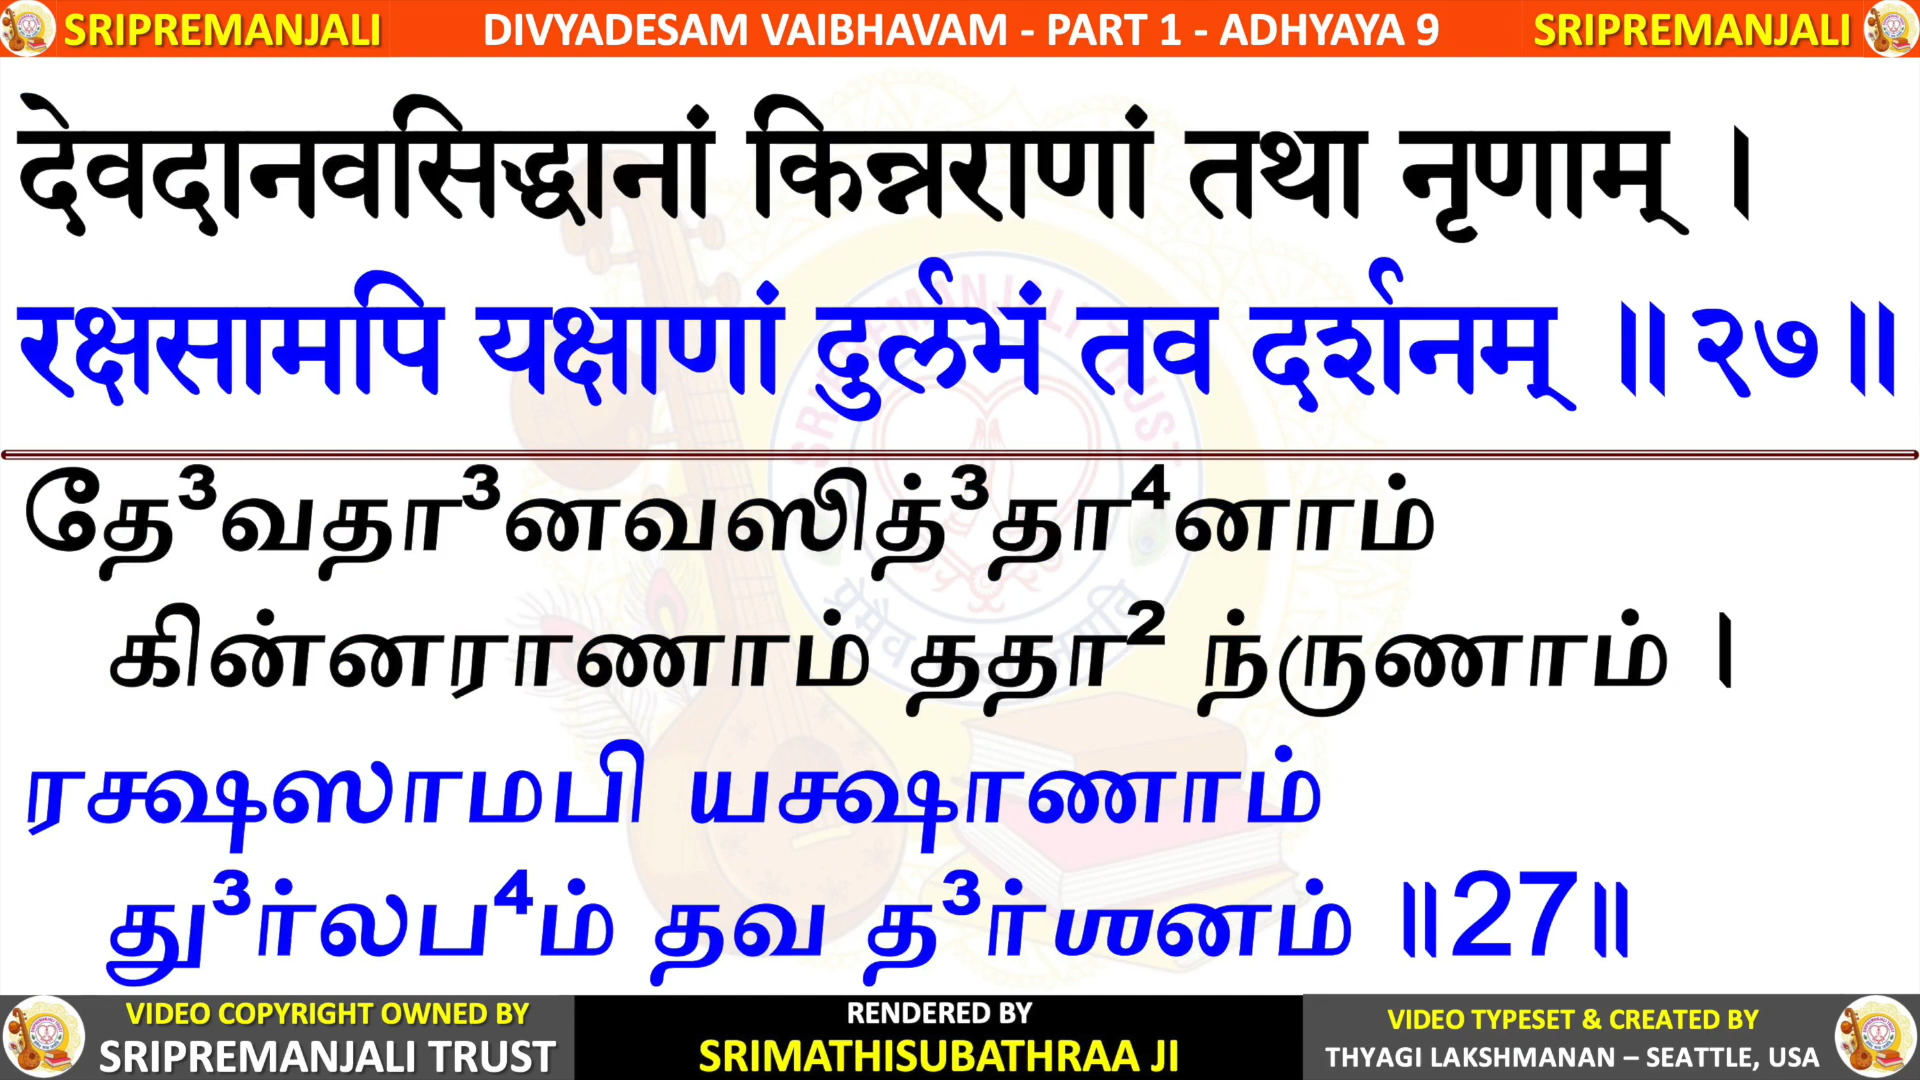 SRIPREMANJALI DIVYADESAM VAIBHAVAM - PART 1 - ADHYAYA 9 SRIPREMANJALI
देवदानवसिद्धानां किन्नराणां तथा नृणाम् ।
रक्षसामपि यक्षाणां दुर्लभं तव दर्शनम् ॥२७॥
தே³வதா³னவஸித்³தா⁴னாம்
கின்னராணாம் ததா² ந்ருணாம் ।
ரக்ஷஸாமபி யக்ஷாணாம்
து³ர்லப⁴ம் தவ த³ர்ஶனம் ॥27॥
VIDEO COPYRIGHT OWNED BY
SRIPREMANJALI TRUST
RENDERED BY
SRIMATHISUBATHRAA JI
VIDEO TYPESET & CREATED BY
THYAGI LAKSHMANAN – SEATTLE, USA